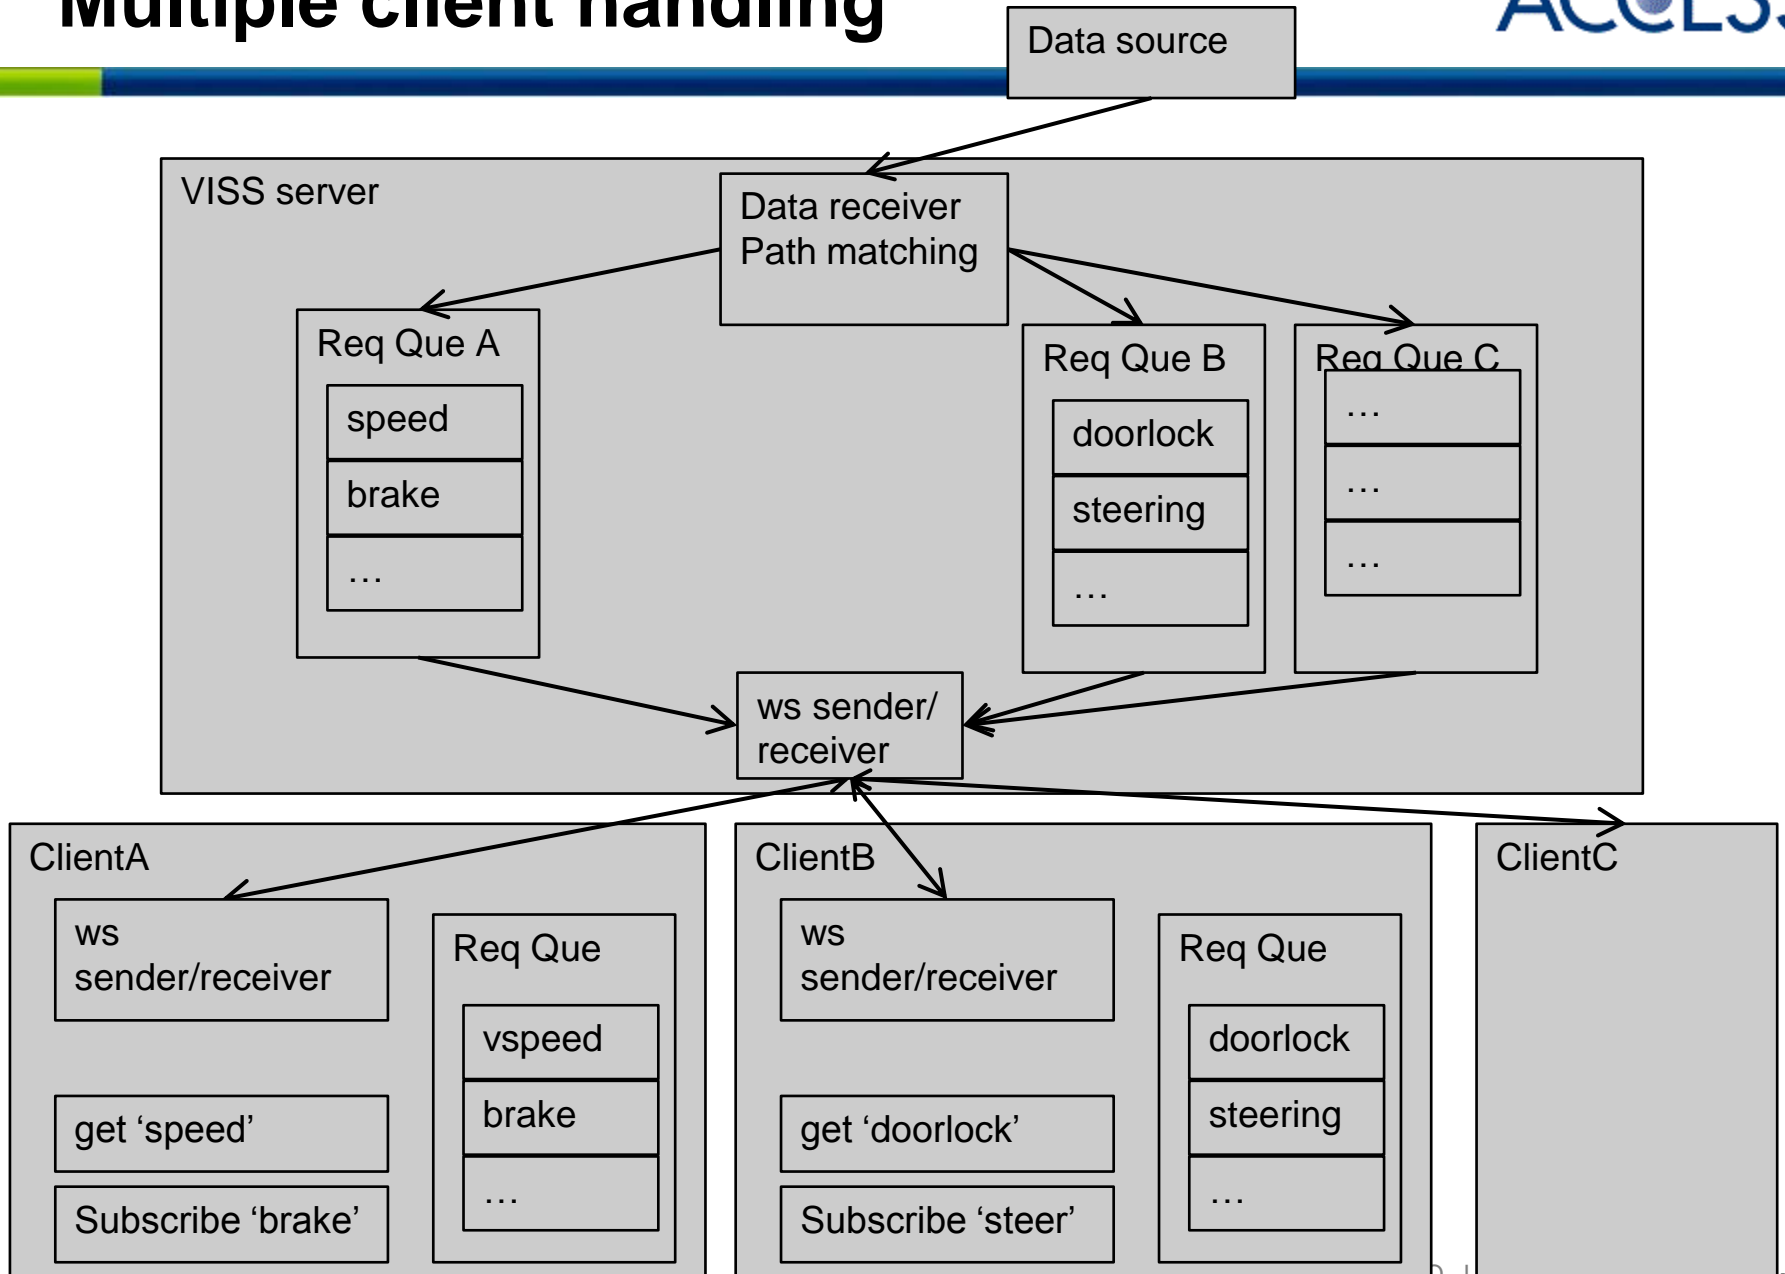 Multiple client handling
ACCESS
Data source
VISS server
Data receiver
Path matching
Req Que A
speed
brake
…
Req Que B
doorlock
steering
…
Req Que C
…
…
…
ws sender/
receiver
ClientA
ws
sender/receiver
get ‘speed’
Subscribe ‘brake’
Req Que
vspeed
brake
…
ClientB
ws
sender/receiver
get ‘doorlock’
Subscribe ‘steer’
Req Que
doorlock
steering
…
ClientC